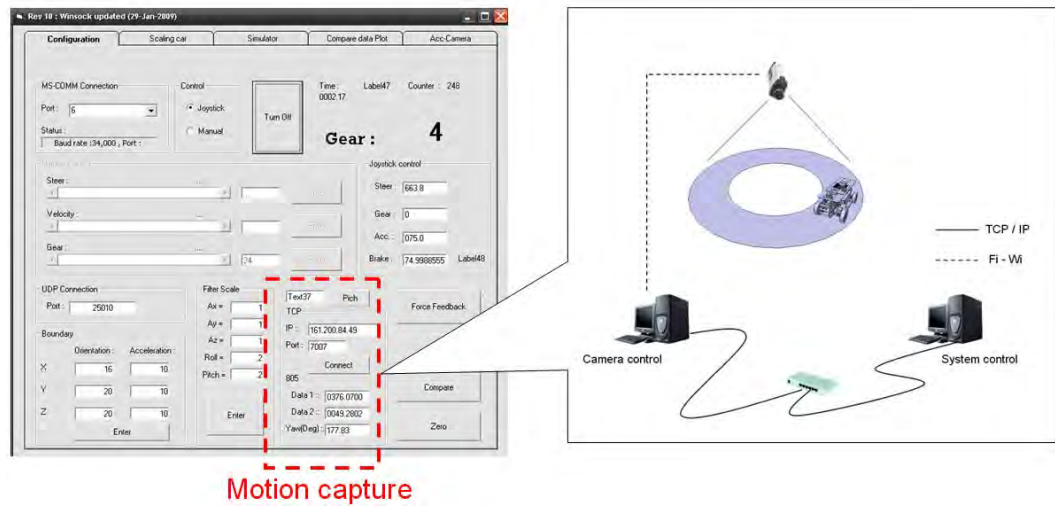 Rev 10 : Winsock updated (29-Jan-2009)
Configuration
Scaling car
Simulator
Compare data Plot
Acc-Camera
MS-COMM Connection
Port :
6
Status :
Baud rate :34,000 , Port :
Control
Joystick
Manual
Turn Off
Time :
0002.17
Label47
Counter : 248
Gear :
4
Steer :
...
Velocity :
...
Gear :
...
74
Joystick control
Steer
663.8
Gear
0
Acc. :
075.0
Brake :
74.9988555
Label48
UDP Connection
Port :
25010
Boundary
Orientation :
Acceleration :
X
16
10
Y
20
10
Z
20
10
Enter
Filter Scale
Ax =
1
Ay =
1
Az =
1
Roll =
.2
Pitch =
.2
Enter
Text37
Pich
TCP
IP :
161.200.84.49
Port :
7007
Connect
805
Data 1 :
0376.0700
Data 2 :
0049.2802
Yaw(Deg) :
177.83
Force Feedback
Compare
Zero
Motion capture
TCP / IP
Fi - Wi
Camera control
System control